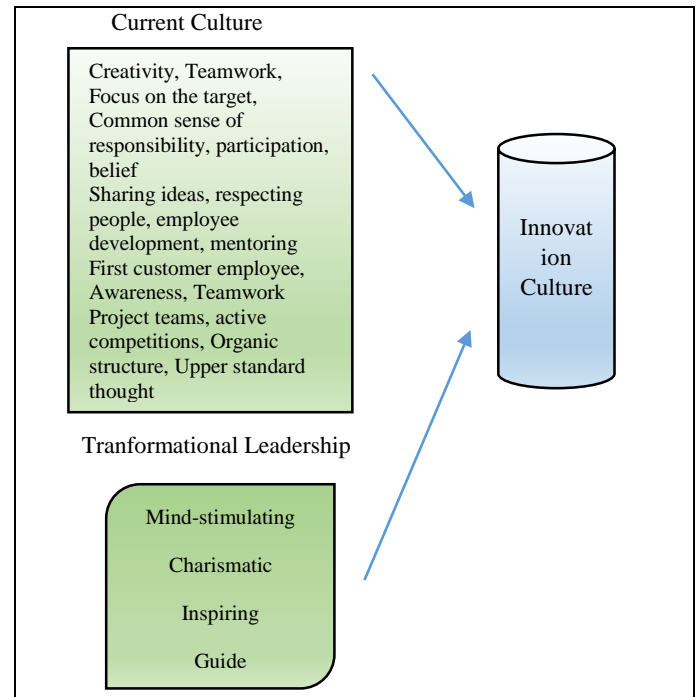 Current Culture
Creativity, Teamwork,
Focus on the target,
Common sense of
responsibility, participation,
belief
Sharing ideas, respecting
people, employee
development, mentoring
First customer employee,
Awareness, Teamwork
Project teams, active
competitions, Organic
structure, Upper standard
thought
Innovat
ion
Culture
Tranformational Leadership
Mind-stimulating
Charismatic
Inspiring
Guide